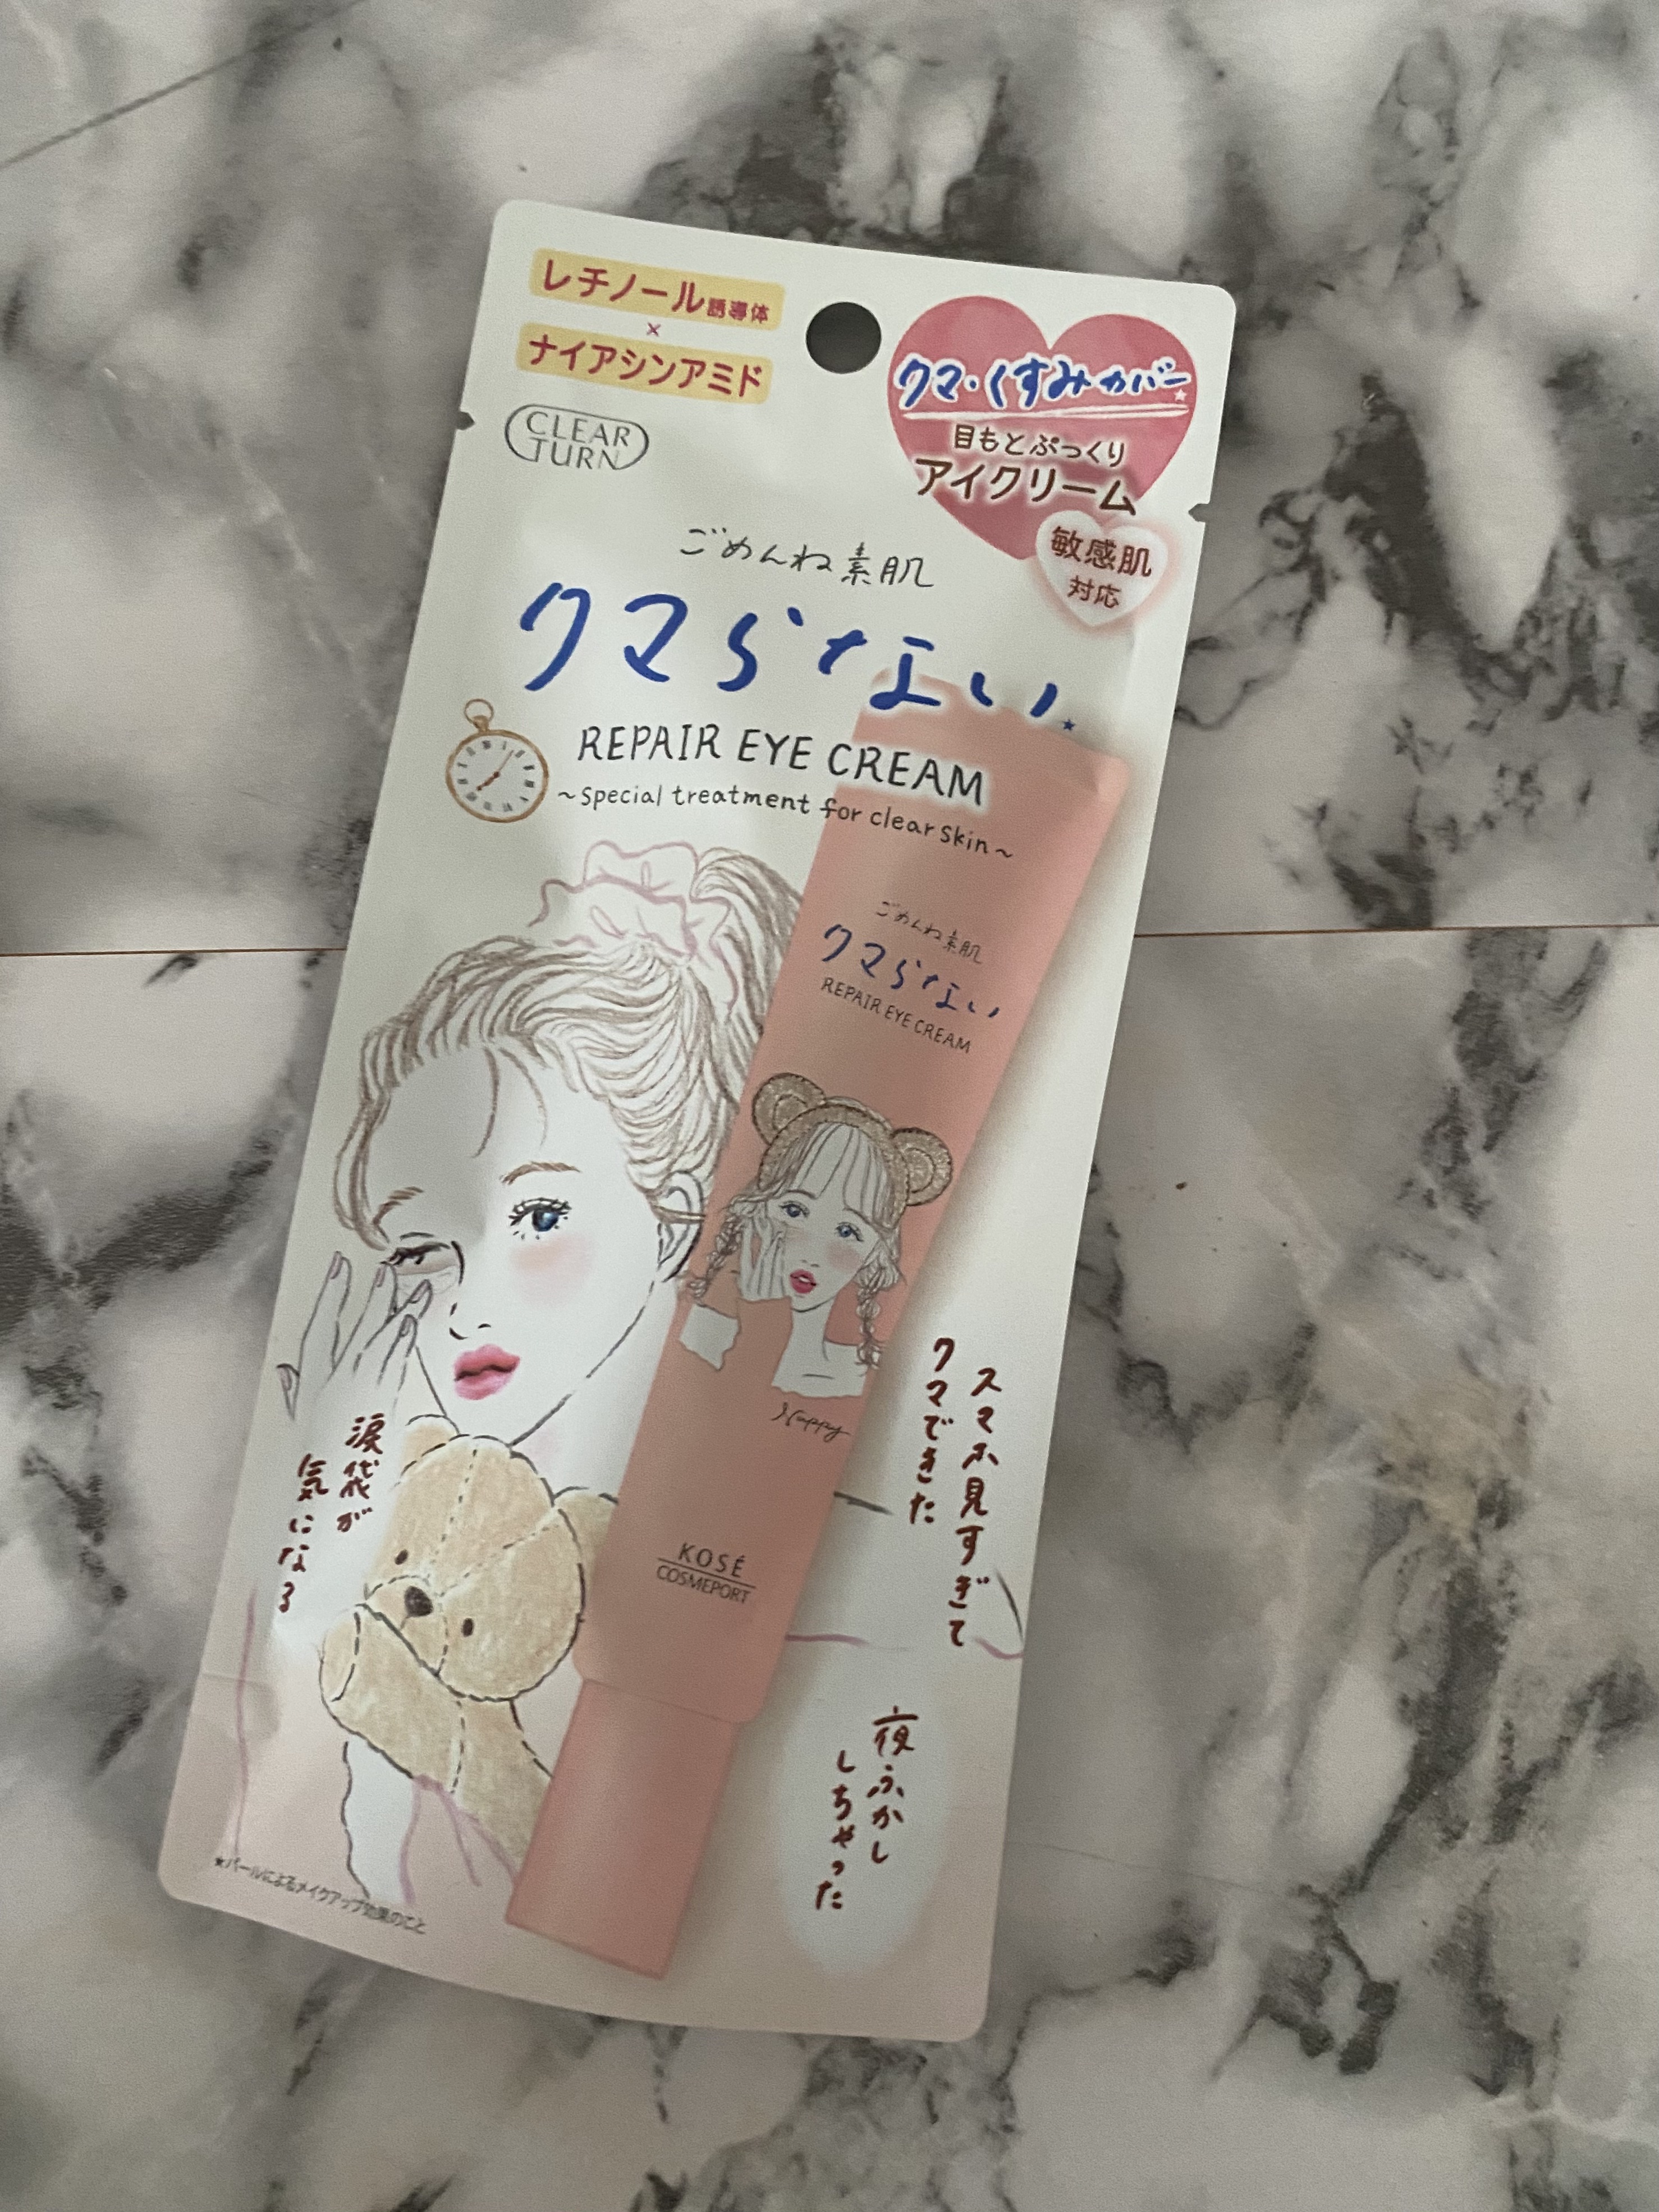 レチノール誘導体
×
ナイアシンアミド
CLEAR
TURN
クマ・くすみカバー★
目もとぷっくり
アイクリーム
敏感肌
対応
ごめんね素肌
クマらない★
REPAIR EYE CREAM
~special treatment for clear skin~
ごめんね素肌
クマらない
REPAIR EYE CREAM
Happy
KOSÉ
COSMEPORT
スマホ見すぎて
クマできた
涙袋が
気になる
夜ふかし
しちゃった
★パールによるメイクアップ効果のこと